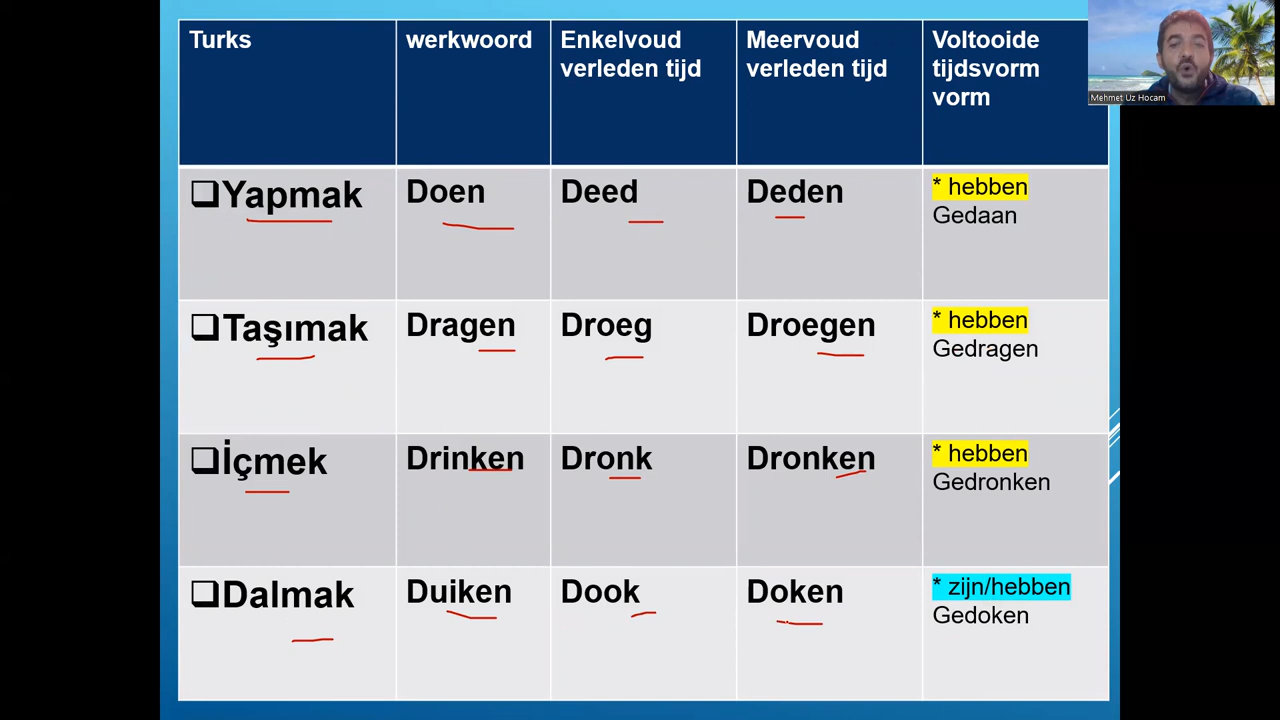 Turks
werkwoord
Enkelvoud
verleden tijd
Meervoud
verleden tijd
Voltooide
tijdsvorm
vorm
Mehmet Uz Hocam
❑Yapmak
Doen
Deed
Deden
* hebben
Gedaan
❑Taşımak
Dragen
Droeg
Droegen
* hebben
Gedragen
❑İçmek
Drinken
Dronk
Dronken
* hebben
Gedronken
❑Dalmak
Duiken
Dook
Doken
* zijn/hebben
Gedoken